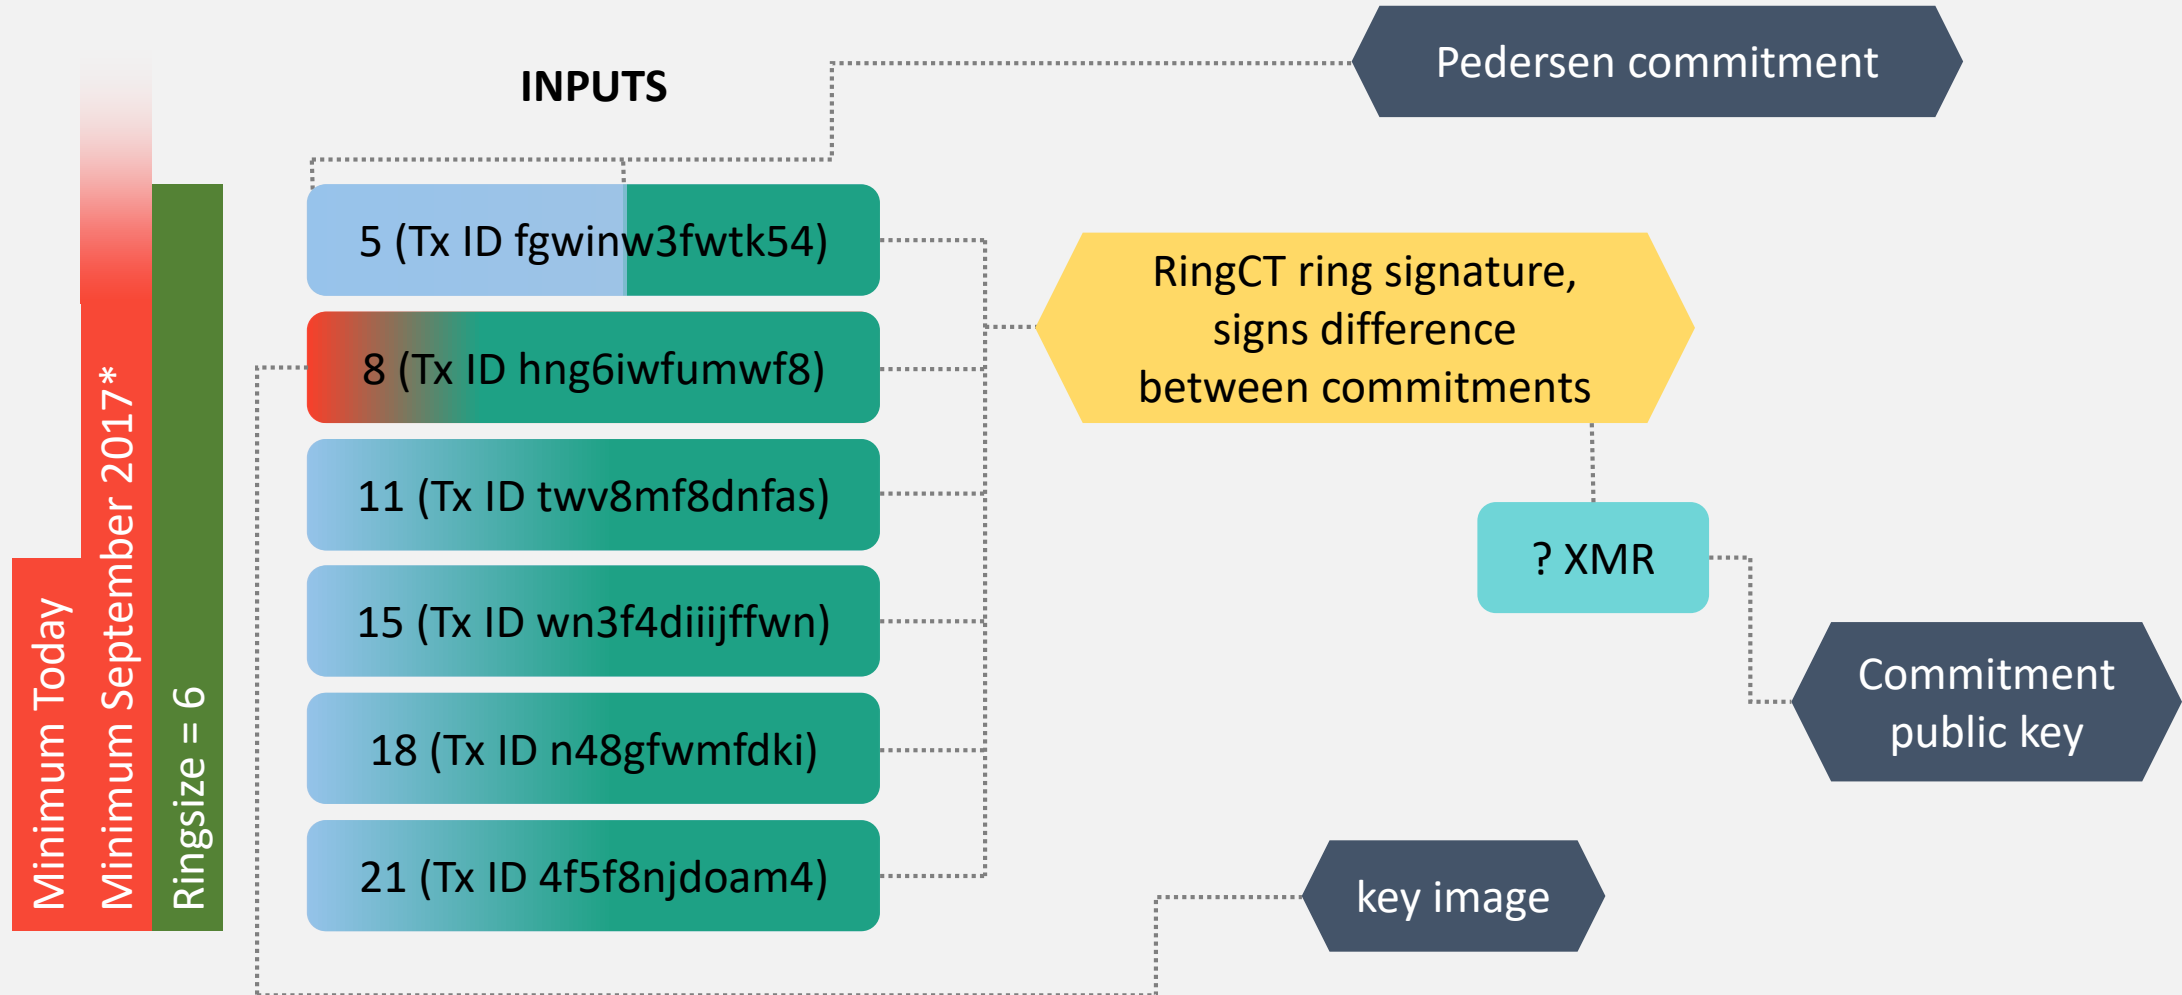 Pedersen commitment
INPUTS
5 (Tx ID fgwinw3fwtk54)
8 (Tx ID hng6iwfumwf8)
11 (Tx ID twv8mf8dnfas)
15 (Tx ID wn3f4diiijffwn)
18 (Tx ID n48gfwmfdki)
21 (Tx ID 4f5f8njdoam4)
Minimum Today
Minimum September 2017*
Ringsize = 6
RingCT ring signature,
signs difference
between commitments
? XMR
Commitment
public key
key image